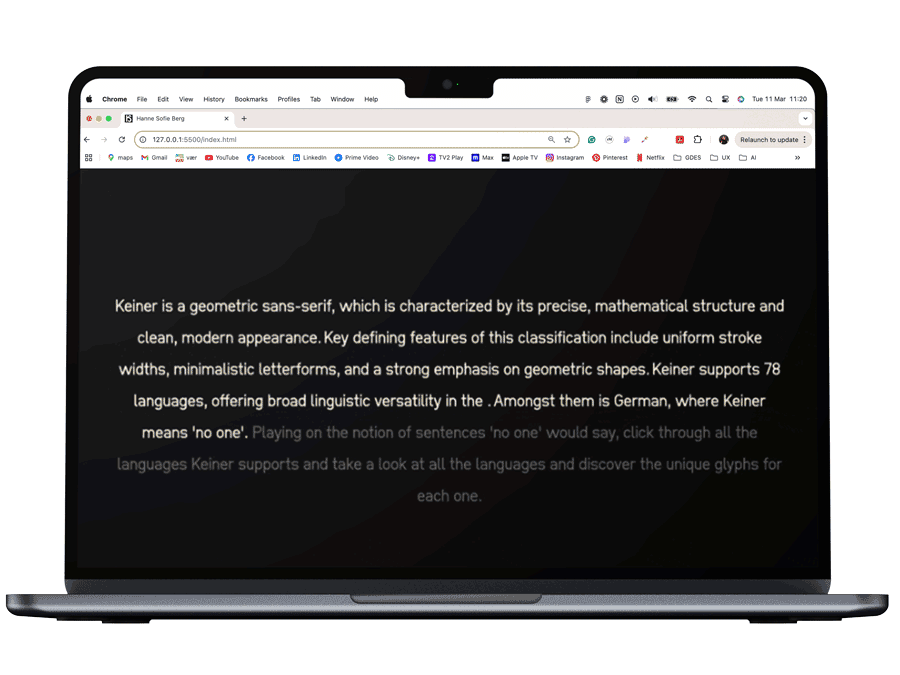 Chrome File Edit View History Bookmarks Profiles Tab Window Help Tue 11 Mar 11:20
Hanne Sofie Berg
127.0.0.1:5500/index.html Relaunch to update
maps Gmail vær YouTube Facebook LinkedIn Prime Video Disney+ TV2 Play Max Apple TV Instagram Pinterest Netflix GDES UX AI
Keiner is a geometric sans-serif, which is characterized by its precise, mathematical structure and
clean, modern appearance. Key defining features of this classification include uniform stroke
widths, minimalistic letterforms, and a strong emphasis on geometric shapes. Keiner supports 78
languages, offering broad linguistic versatility in the . Amongst them is German, where Keiner
means 'no one'. Playing on the notion of sentences 'no one' would say, click through all the
languages Keiner supports and take a look at all the languages and discover the unique glyphs for
each one.